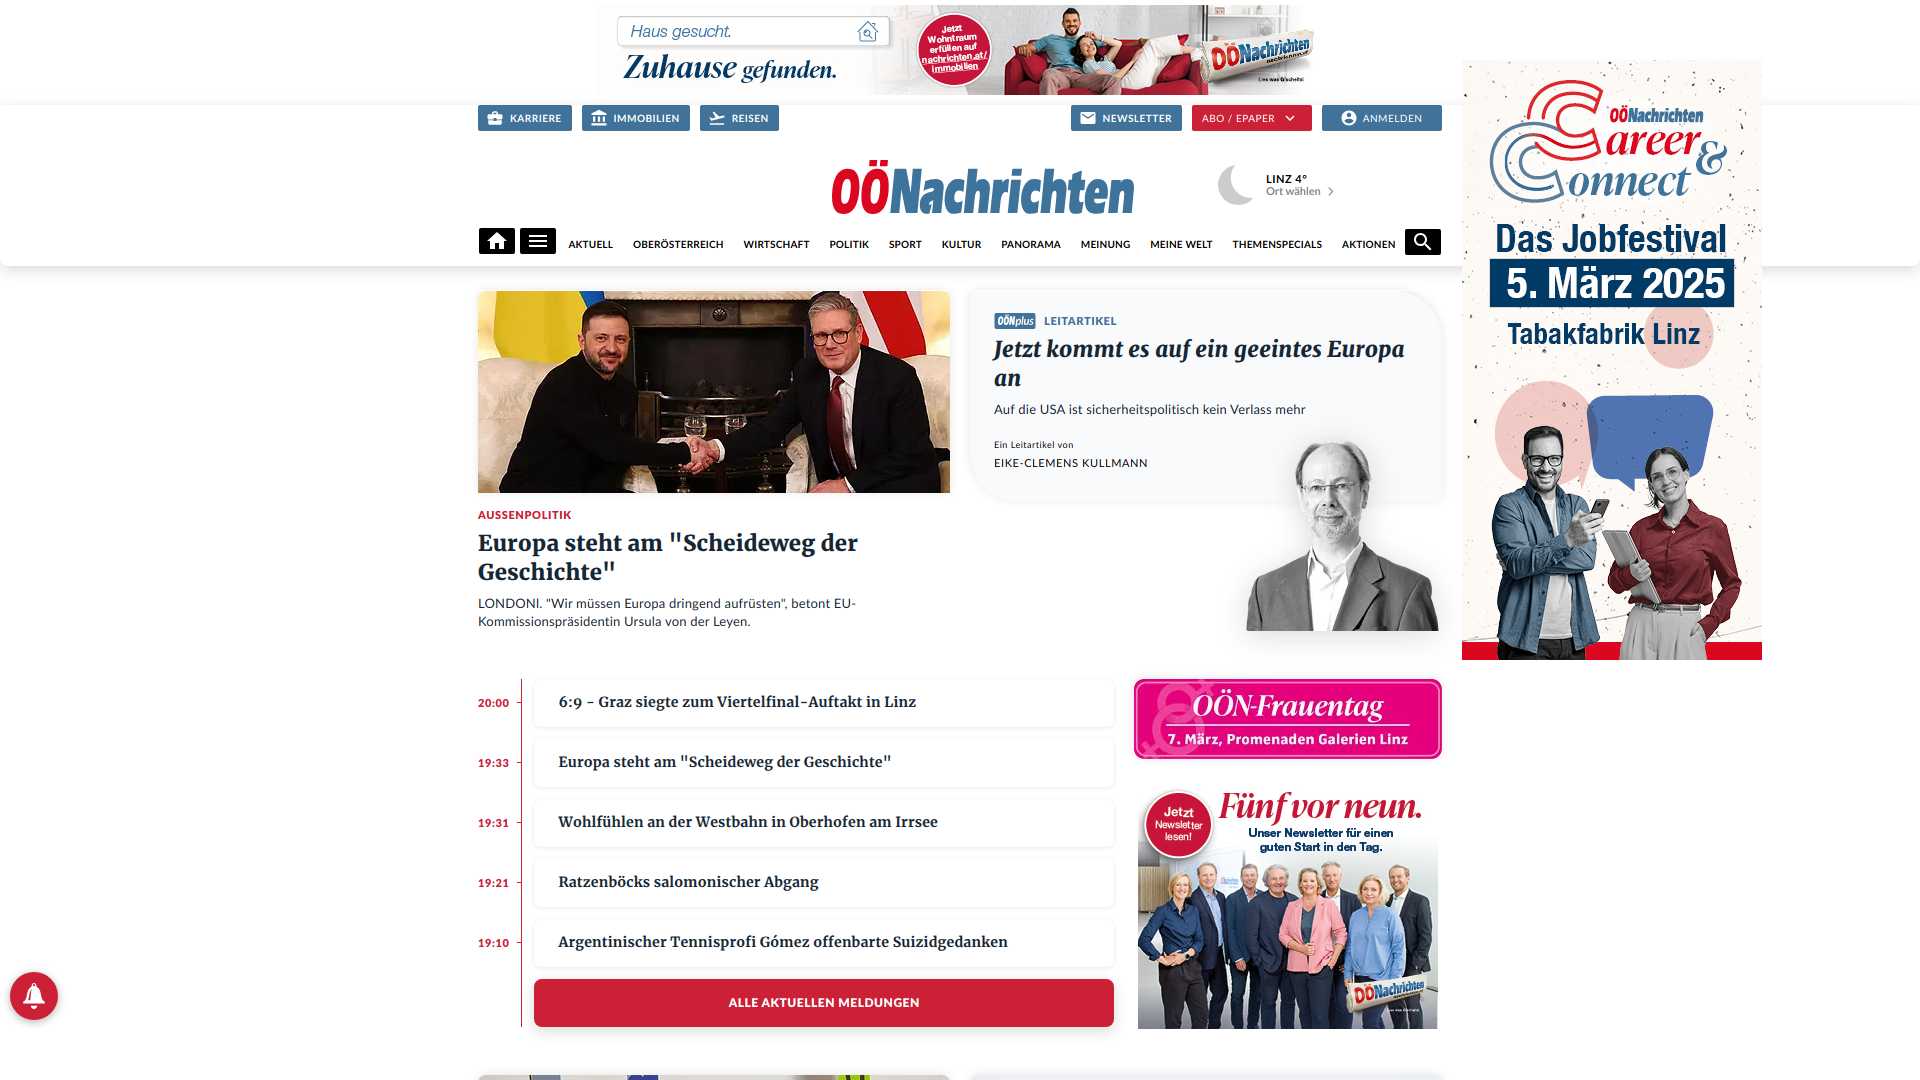 Haus gesucht.
Zuhause gefunden.
Jetzt
Wohntraum
erfüllen auf
nachrichten.at/
immobilien
OÖNachrichten
Lies was G'scheits!
KARRIERE
IMMOBILIEN
REISEN
NEWSLETTER
ABO / EPAPER
ANMELDEN
OÖNachrichten
LINZ 4°
Ort wählen
AKTUELL
OBERÖSTERREICH
WIRTSCHAFT
POLITIK
SPORT
KULTUR
PANORAMA
MEINUNG
MEINE WELT
THEMENSPECIALS
AKTIONEN
OÖNachrichten
Career &
Connect
Das Jobfestival
5. März 2025
Tabakfabrik Linz
AUSSENPOLITIK
Europa steht am "Scheideweg der
Geschichte"
LONDONI. "Wir müssen Europa dringend aufrüsten", betont EU-
Kommissionspräsidentin Ursula von der Leyen.
OÖNplus LEITARTIKEL
Jetzt kommt es auf ein geeintes Europa
an
Auf die USA ist sicherheitspolitisch kein Verlass mehr
Ein Leitartikel von
EIKE-CLEMENS KULLMANN
20:00 6:9 - Graz siegte zum Viertelfinal-Auftakt in Linz
19:33 Europa steht am "Scheideweg der Geschichte"
19:31 Wohlfühlen an der Westbahn in Oberhofen am Irrsee
19:21 Ratzenböcks salomonischer Abgang
19:10 Argentinischer Tennisprofi Gómez offenbarte Suizidgedanken
ALLE AKTUELLEN MELDUNGEN
OÖN-Frauentag
7. März, Promenaden Galerien Linz
Jetzt
Newsletter
lesen!
Fünf vor neun.
Unser Newsletter für einen
guten Start in den Tag.
OÖNachrichten